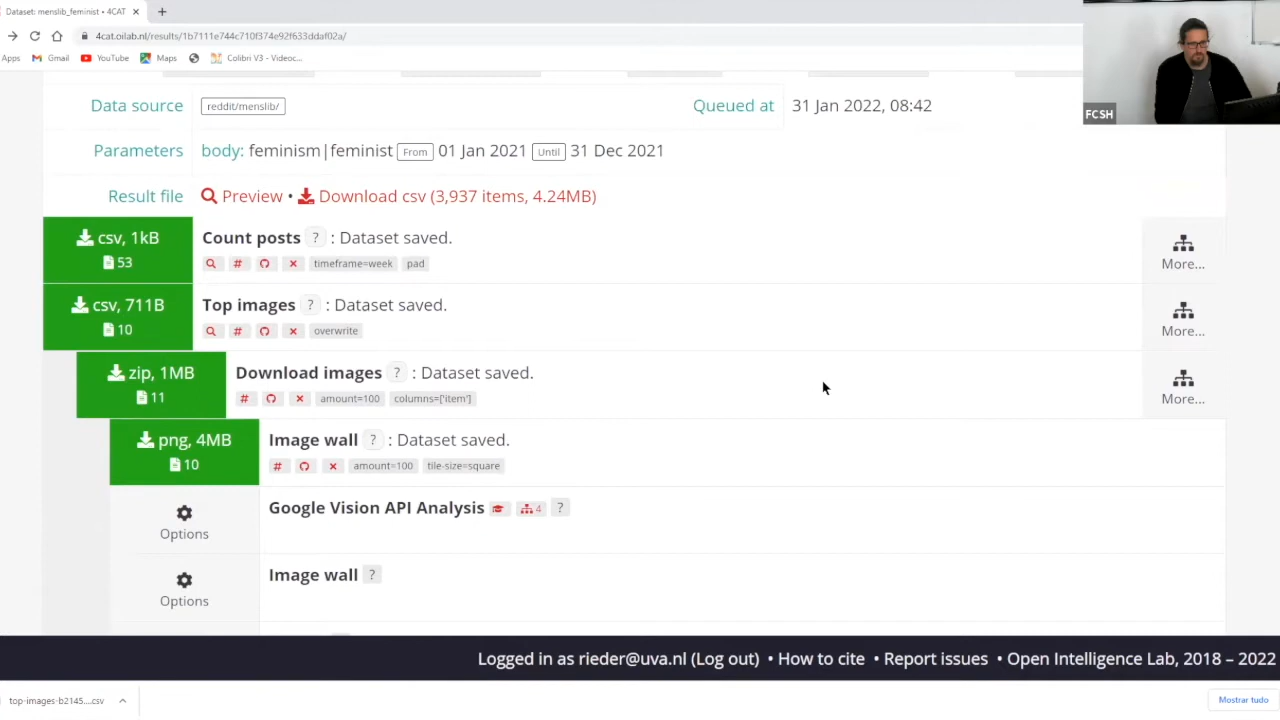 Dataset: menslib_feminist • 4CAT
4cat.oilab.nl/results/1b7111e744c710f374e92f633ddaf02a/
Apps Gmail YouTube Maps Colibri V3 - Videoc...
FCSH
Data source reddit/menslib/ Queued at 31 Jan 2022, 08:42
Parameters body: feminism|feminist From 01 Jan 2021 Until 31 Dec 2021
Result file Preview • Download csv (3,937 items, 4.24MB)
csv, 1kB Count posts ? : Dataset saved.
53 # timeframe=week pad More...
csv, 711B Top images ? : Dataset saved.
10 # overwrite More...
zip, 1MB Download images ? : Dataset saved.
11 # amount=100 columns=['item'] More...
png, 4MB Image wall ? : Dataset saved.
10 # amount=100 tile-size=square
Google Vision API Analysis 4 ?
Options
Image wall ?
Options
Logged in as rieder@uva.nl (Log out) • How to cite • Report issues • Open Intelligence Lab, 2018 – 2022
top-images-b2145....csv Mostrar tudo